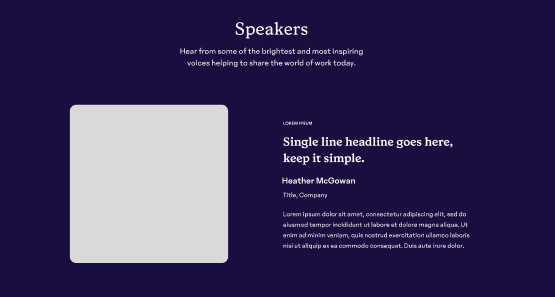 Speakers
Hear from some of the brightest and most inspiring
voices helping to share the world of work today.
LOREM IPSUM
Single line headline goes here,
keep it simple.
Heather McGowan
Title, Company
Lorem ipsum dolor sit amet, consectetur adipiscing elit, sed do
eiusmod tempor incididunt ut labore et dolore magna aliqua. Ut
enim ad minim veniam, quis nostrud exercitation ullamco laboris
nisi ut aliquip ex ea commodo consequat. Duis aute irure dolor.